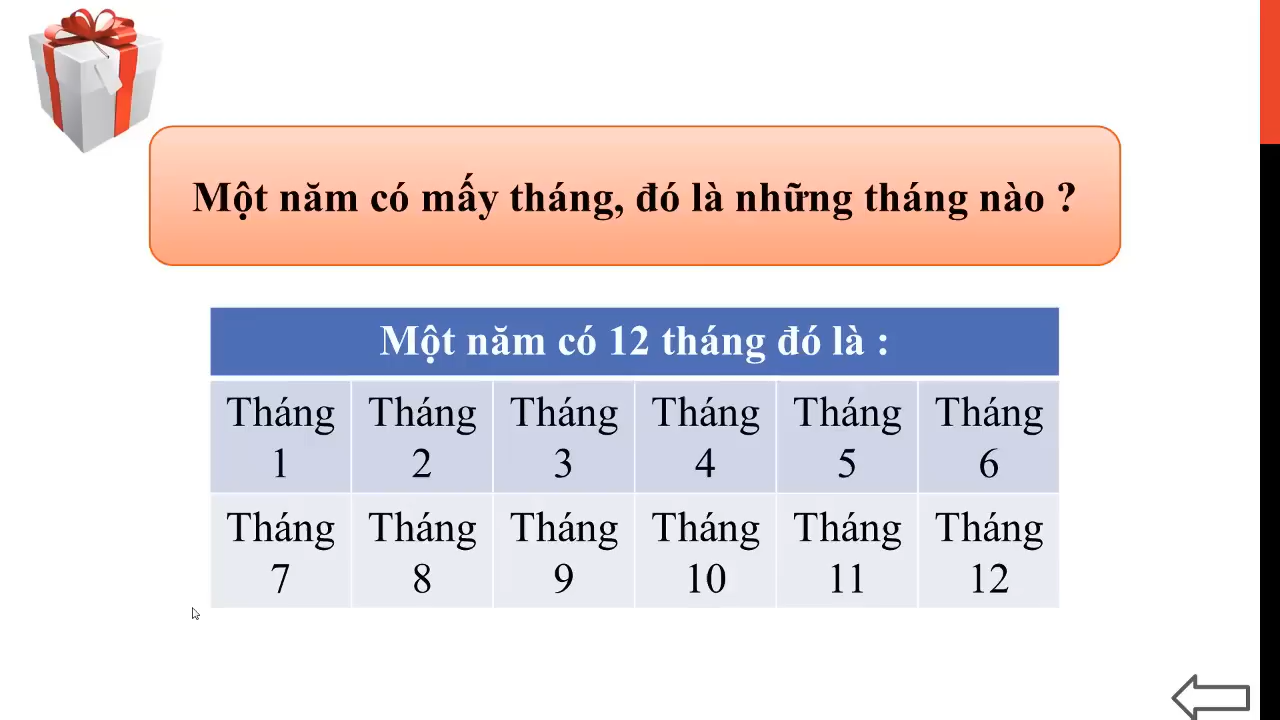 Một năm có mấy tháng, đó là những tháng nào ?
Một năm có 12 tháng đó là :
Tháng 1 Tháng 2 Tháng 3 Tháng 4 Tháng 5 Tháng 6
Tháng 7 Tháng 8 Tháng 9 Tháng 10 Tháng 11 Tháng 12